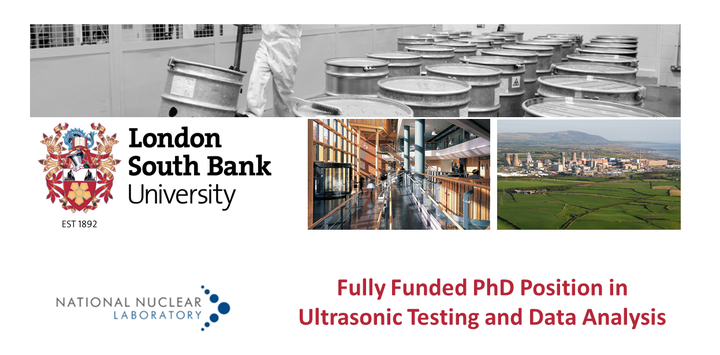 London
South Bank
University
EST 1892
NATIONAL NUCLEAR
LABORATORY
Fully Funded PhD Position in
Ultrasonic Testing and Data Analysis